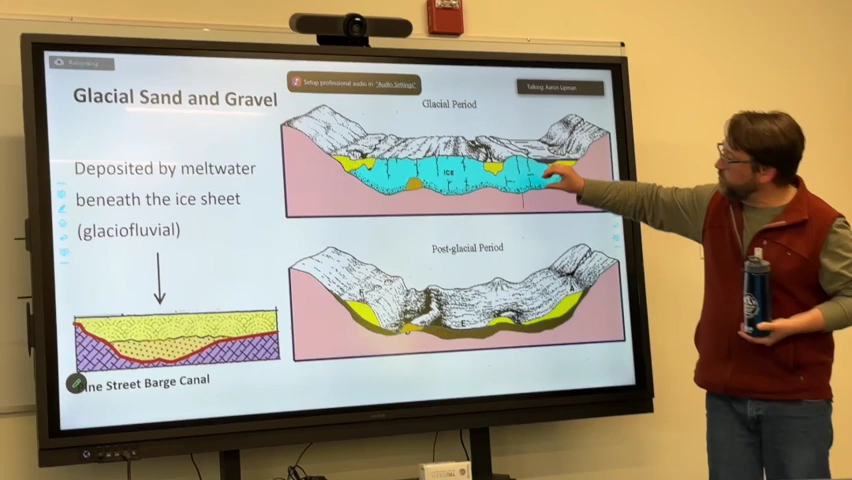 Recording
Setup professional audio in "Audio Settings"
Talking: Aaron Lipman
Glacial Sand and Gravel
Glacial Period
Deposited by meltwater
beneath the ice sheet
(glaciofluvial)
ICE
Post-glacial Period
ine Street Barge Canal